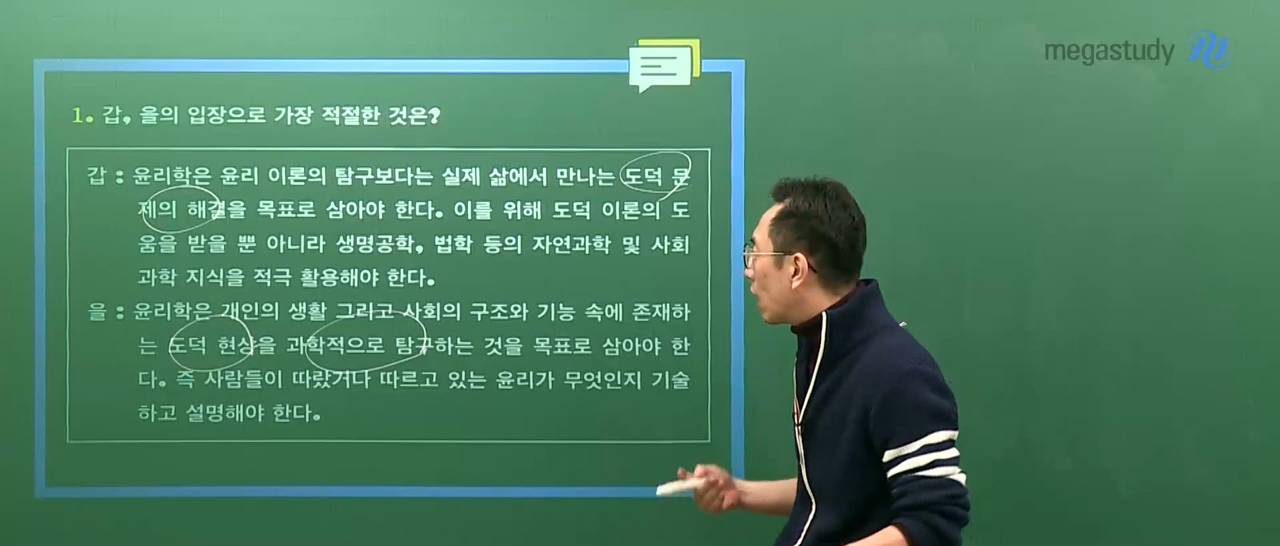 megastudy
1. 갑, 을의 입장으로 가장 적절한 것은?
갑 : 윤리학은 윤리 이론의 탐구보다는 실제 삶에서 만나는 도덕 문
제의 해결을 목표로 삼아야 한다. 이를 위해 도덕 이론의 도
움을 받을 뿐 아니라 생명공학, 법학 등의 자연과학 및 사회
과학 지식을 적극 활용해야 한다.
을 : 윤리학은 개인의 생활 그리고 사회의 구조와 기능 속에 존재하
는 도덕 현상을 과학적으로 탐구하는 것을 목표로 삼아야 한
다. 즉 사람들이 따랐거나 따르고 있는 윤리가 무엇인지 기술
하고 설명해야 한다.